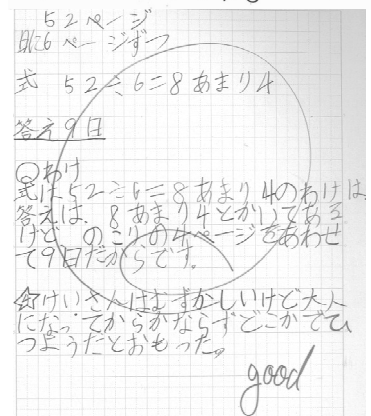 52ページ
1日に6ページずつ
式 52÷6=8あまり4
答え9日
○わけ
式は52÷6=8あまり4のわけは、
答えは、8あまり4とかいてある
けど のこりの4ページをあわせ
て9日だからです。
☆けいさんはむずかしいけど大人
になってからかならずどこかでひ
つようだとおもった。
good